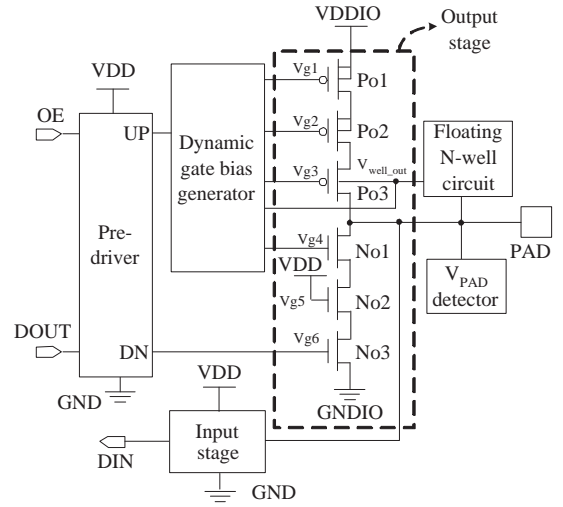 VDDIO
Output
stage
VDD
OE
UP
Pre-
driver
DOUT
DN
GND
Dynamic
gate bias
generator
Vg1
Po1
Vg2
Po2
Vg3
Vwell_out
Po3
Floating
N-well
circuit
PAD
VPAD
detector
Vg4
No1
VDD
Vg5
No2
Vg6
No3
GNDIO
VDD
Input
stage
DIN
GND